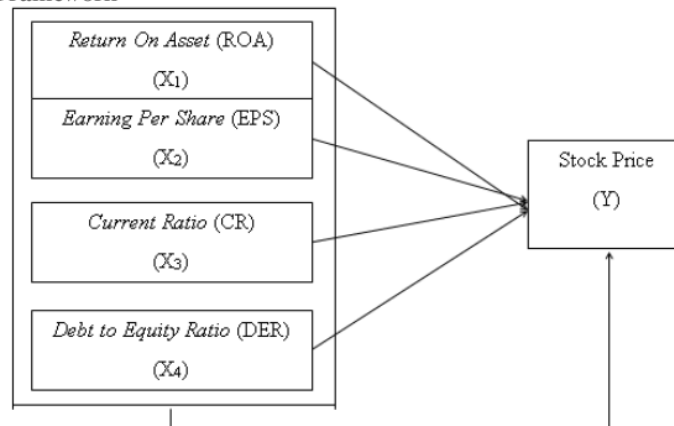 Return On Asset (ROA)
(X1)
Earning Per Share (EPS)
(X2)
Current Ratio (CR)
(X3)
Debt to Equity Ratio (DER)
(X4)
Stock Price
(Y)